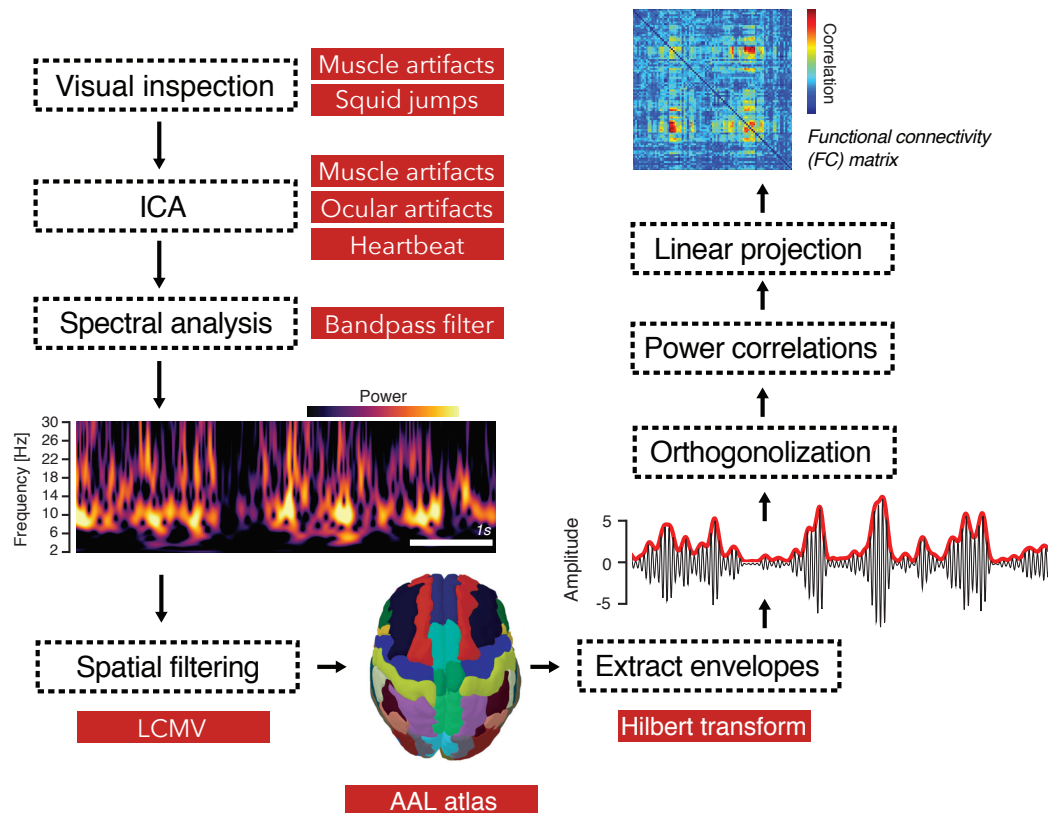 Visual inspection
Muscle artifacts
Squid jumps
ICA
Muscle artifacts
Ocular artifacts
Heartbeat
Spectral analysis
Bandpass filter
Power
Frequency [Hz]
30
26
22
18
14
10
6
2
1s
Spatial filtering
LCMV
AAL atlas
Extract envelopes
Hilbert transform
Amplitude
5
0
-5
Orthogonolization
Power correlations
Linear projection
Correlation
Functional connectivity
(FC) matrix